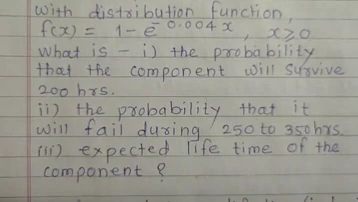 with distribution function,
f(x) = 1 - e^-0.004x, x≥0
what is - i) the probability
that the component will survive
200 hrs.
ii) the probability that it
will fail during 250 to 350 hrs.
(iii) expected life time of the
component ?